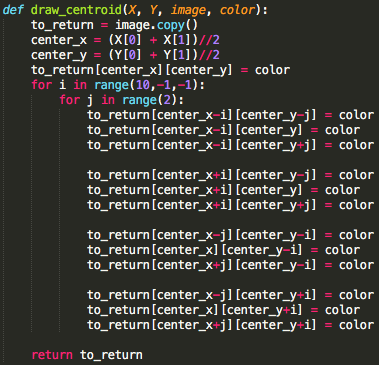 def draw_centroid(X, Y, image, color):
    to_return = image.copy()
    center_x = (X[0] + X[1])//2
    center_y = (Y[0] + Y[1])//2
    to_return[center_x][center_y] = color
    for i in range(10,-1,-1):
        for j in range(2):
            to_return[center_x-i][center_y-j] = color
            to_return[center_x-i][center_y] = color
            to_return[center_x-i][center_y+j] = color

            to_return[center_x+i][center_y-j] = color
            to_return[center_x+i][center_y] = color
            to_return[center_x+i][center_y+j] = color

            to_return[center_x-j][center_y-i] = color
            to_return[center_x][center_y-i] = color
            to_return[center_x+j][center_y-i] = color

            to_return[center_x-j][center_y+i] = color
            to_return[center_x][center_y+i] = color
            to_return[center_x+j][center_y+i] = color

    return to_return